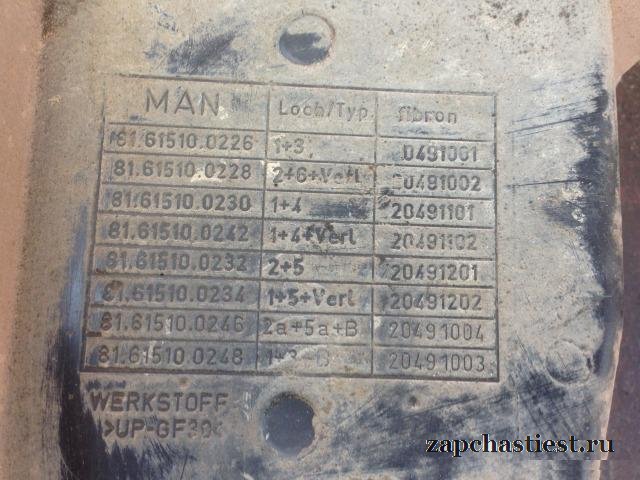 MAN Loch/Typ. fibron
81.61510.0226 1+3 0491001
81.61510.0228 2+6+Verl 20491002
81.61510.0230 1+4 20491101
81.61510.0242 1+4+Verl 20491102
81.61510.0232 2+5 20491201
81.61510.0234 1+5+Verl 20491202
81.61510.0246 2a+5a+B 20491004
81.61510.0248 20491003
WERKSTOFF
>UP-GF30
zapchastiest.ru